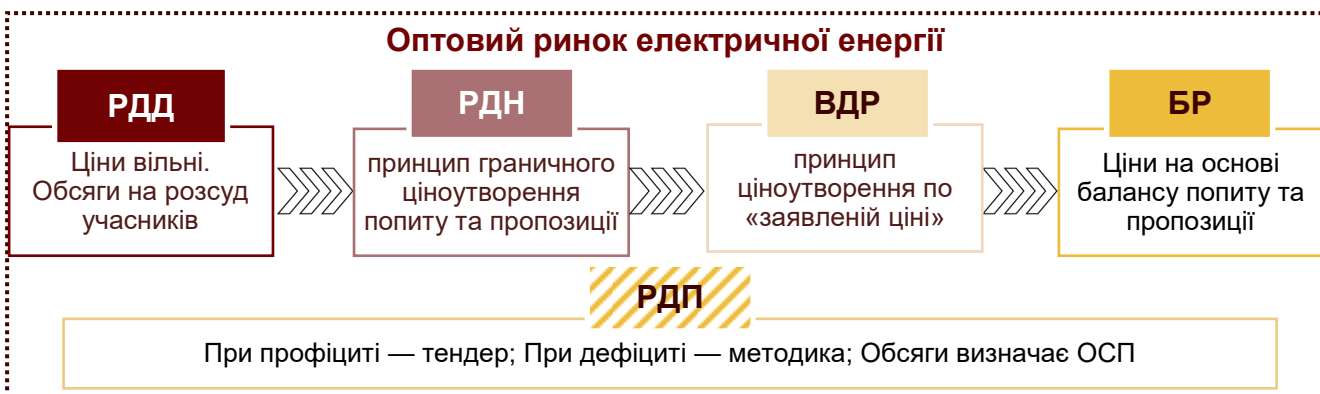 Оптовий ринок електричної енергії
РДД
Ціни вільні.
Обсяги на розсуд
учасників
РДН
принцип граничного
ціноутворення
попиту та пропозиції
ВДР
принцип
ціноутворення по
«заявленій ціні»
БР
Ціни на основі
балансу попиту та
пропозиції
РДП
При профіциті — тендер; При дефіциті — методика; Обсяги визначає ОСП